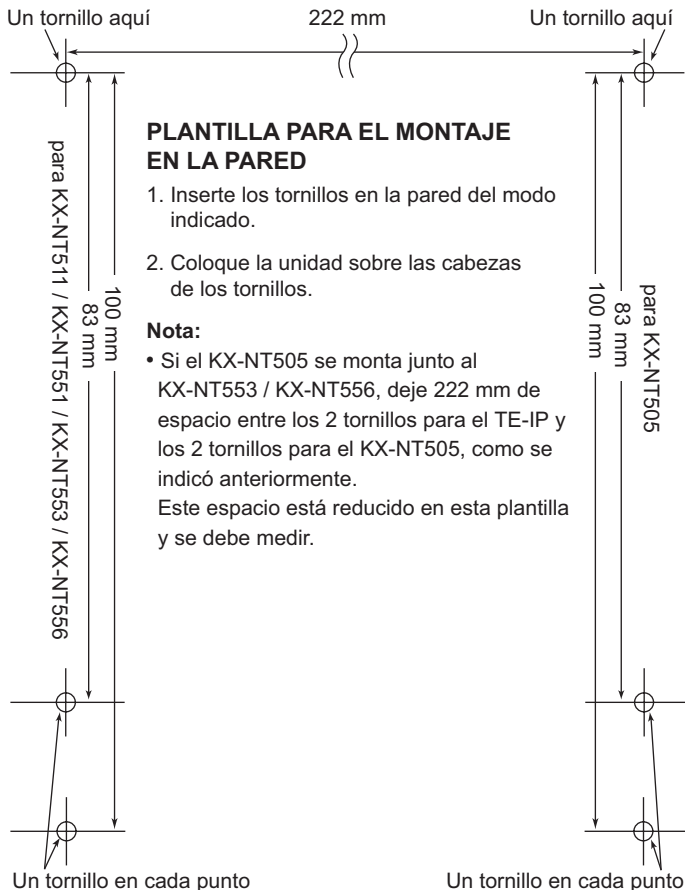 Un tornillo aquí
222 mm
Un tornillo aquí
PLANTILLA PARA EL MONTAJE
EN LA PARED
1. Inserte los tornillos en la pared del modo
indicado.
2. Coloque la unidad sobre las cabezas
de los tornillos.
Nota:
• Si el KX-NT505 se monta junto al
KX-NT553 / KX-NT556, deje 222 mm de
espacio entre los 2 tornillos para el TE-IP y
los 2 tornillos para el KX-NT505, como se
indicó anteriormente.
Este espacio está reducido en esta plantilla
y se debe medir.
para KX-NT511 / KX-NT551 / KX-NT553 / KX-NT556
83 mm
100 mm
100 mm
83 mm
para KX-NT505
Un tornillo en cada punto
Un tornillo en cada punto